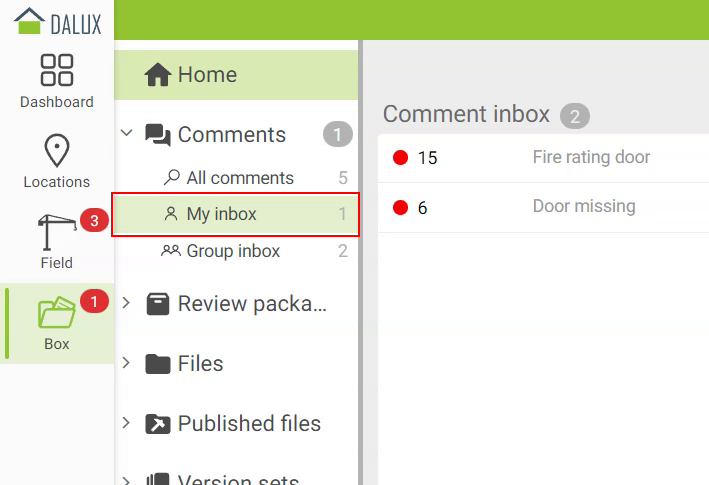 DALUX
Dashboard
Locations
3
Field
1
Box
Home
Comments 1
All comments 5
My inbox 1
Group inbox 2
Review packa...
Files
Published files
Version sets
Comment inbox 2
15 Fire rating door
6 Door missing